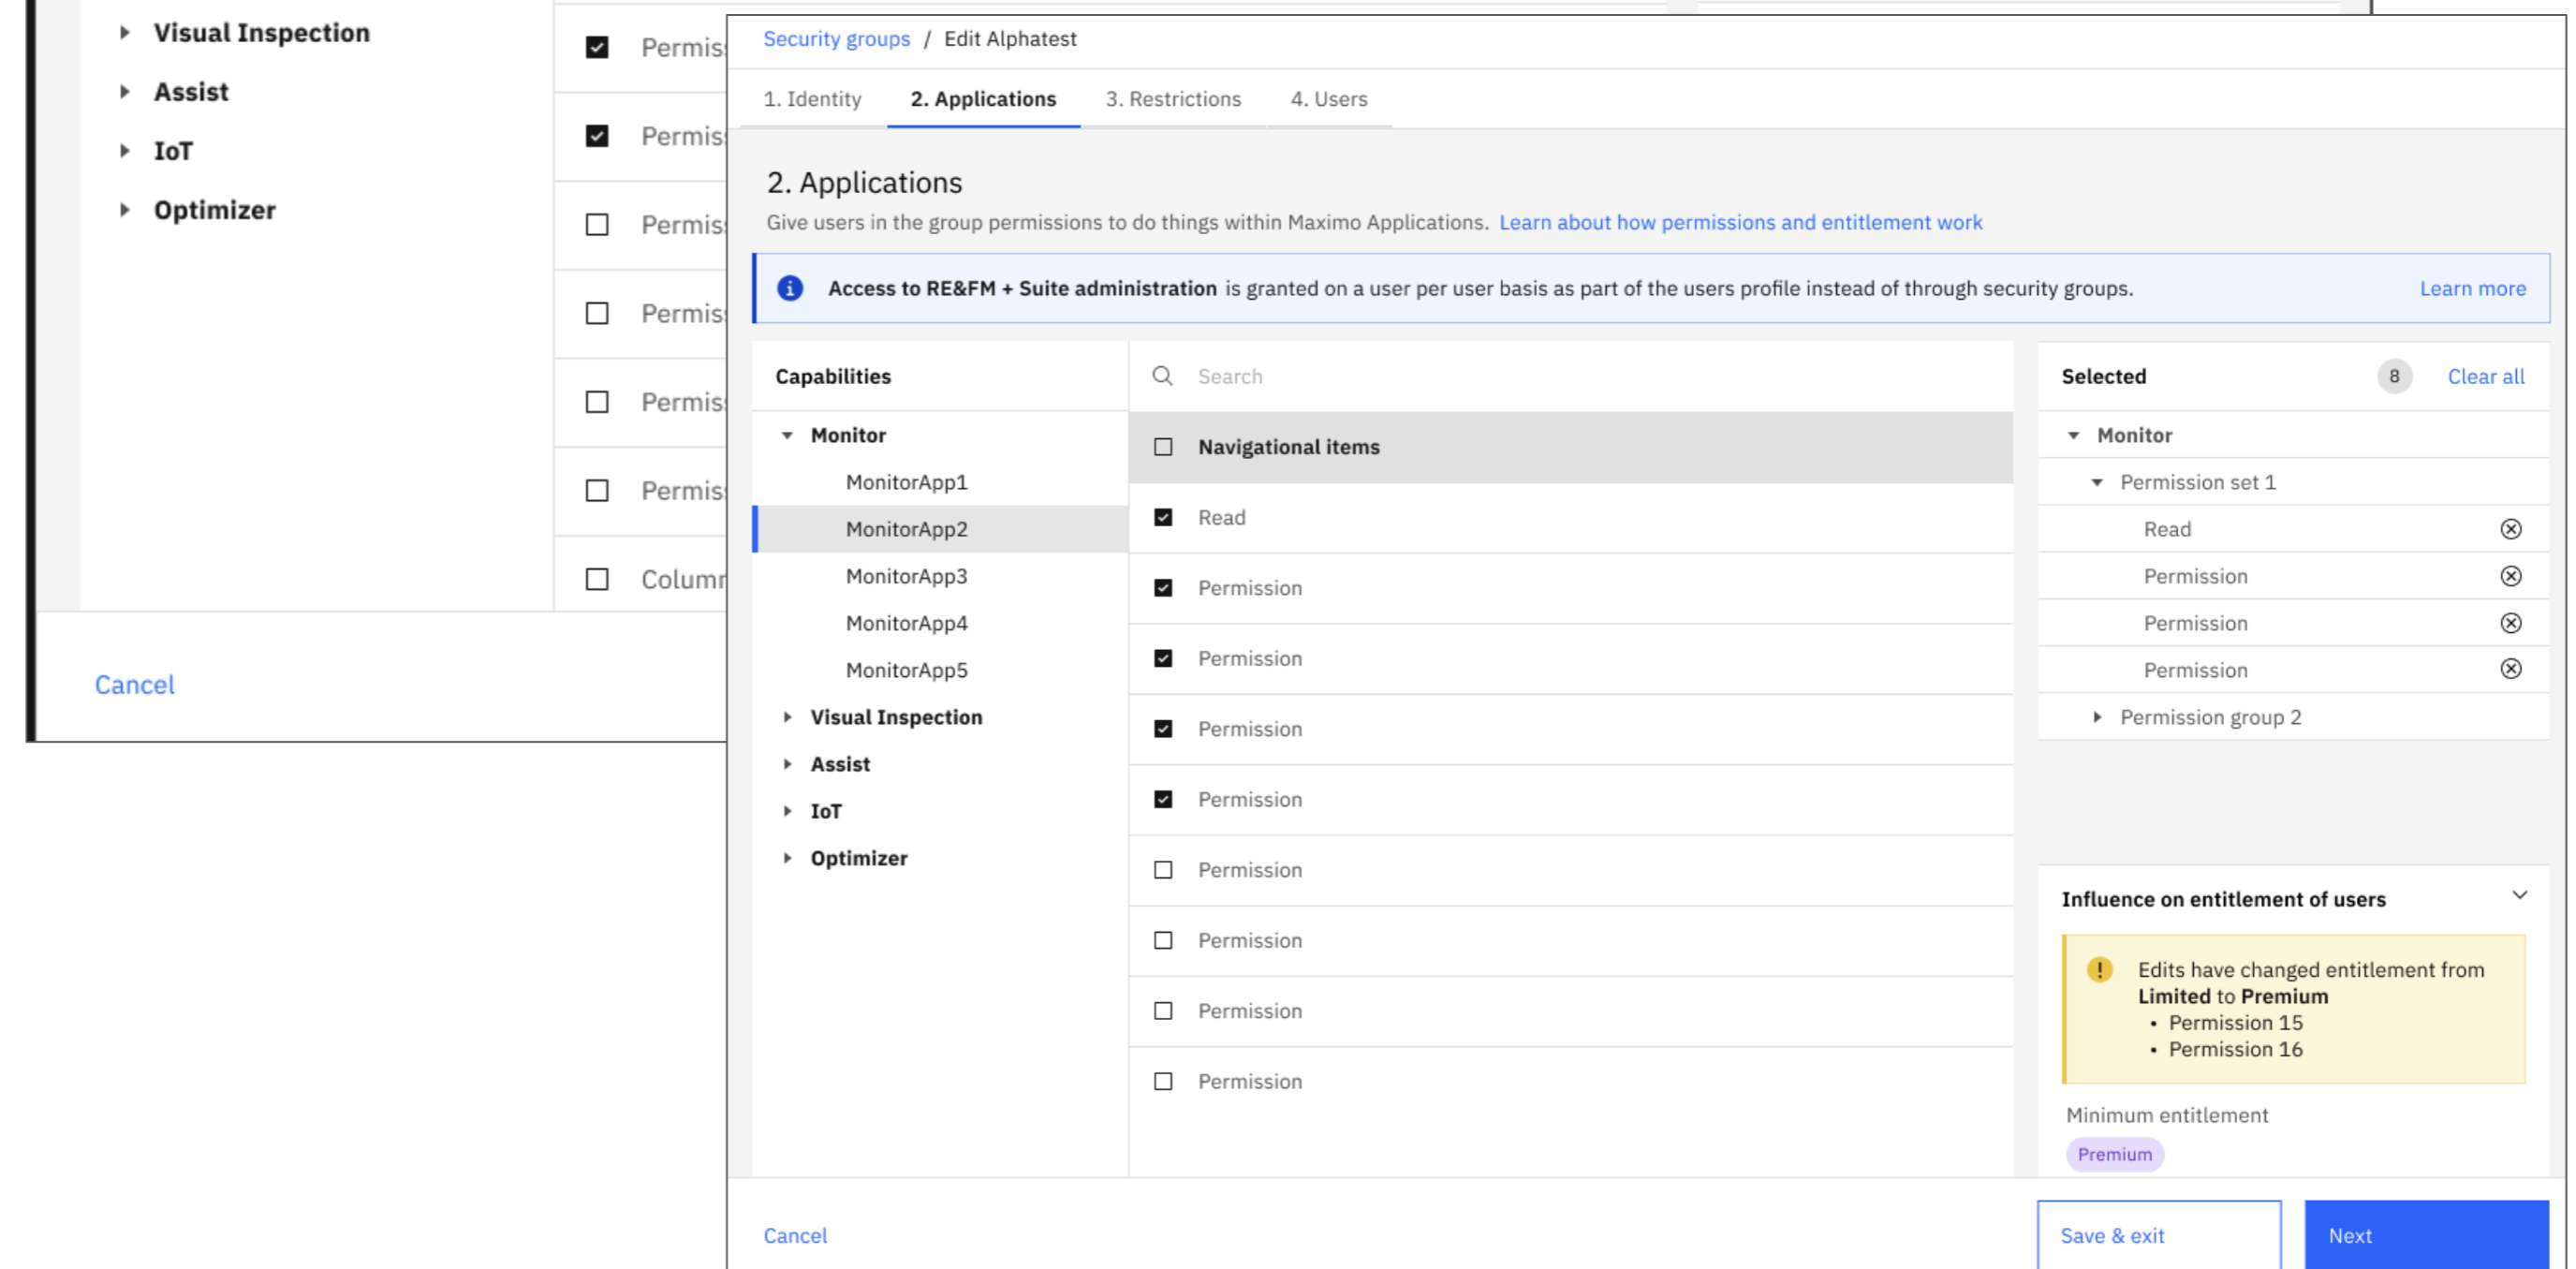 Visual Inspection
Assist
IoT
Optimizer
Cancel
Security groups / Edit Alphatest
1. Identity 2. Applications 3. Restrictions 4. Users
2. Applications
Give users in the group permissions to do things within Maximo Applications. Learn about how permissions and entitlement work
Access to RE&FM + Suite administration is granted on a user per user basis as part of the users profile instead of through security groups. Learn more
Capabilities
Monitor
MonitorApp1
MonitorApp2
MonitorApp3
MonitorApp4
MonitorApp5
Visual Inspection
Assist
IoT
Optimizer
Search
Navigational items
Read
Permission
Permission
Permission
Permission
Permission
Permission
Permission
Permission
Selected 8 Clear all
Monitor
Permission set 1
Read
Permission
Permission
Permission
Permission group 2
Influence on entitlement of users
Edits have changed entitlement from
Limited to Premium
• Permission 15
• Permission 16
Minimum entitlement
Premium
Cancel
Save & exit
Next